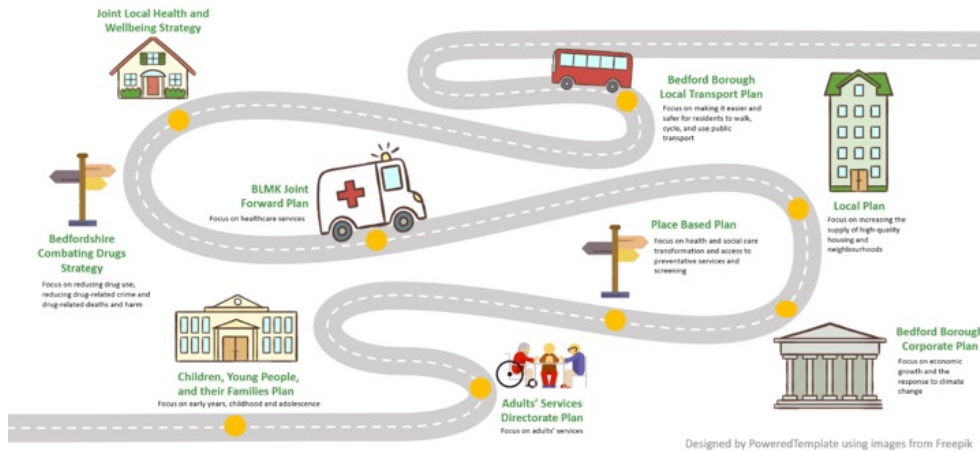 Joint Local Health and
Wellbeing Strategy
Bedford Borough
Local Transport Plan
Focus on making it easier and
safer for residents to walk,
cycle, and use public
transport
BLMK Joint
Forward Plan
Focus on healthcare services
Local Plan
Focus on increasing the
supply of high-quality
housing and
neighbourhoods
Place Based Plan
Focus on health and social care
transformation and access to
preventative services and
screening
Bedfordshire
Combating Drugs
Strategy
Focus on reducing drug use,
reducing drug-related crime and
drug-related deaths and harm
Bedford Borough
Corporate Plan
Focus on economic
growth and the
response to climate
change
Children, Young People,
and their Families Plan
Focus on early years, childhood and adolescence
Adults' Services
Directorate Plan
Focus on adults' services
Designed by PoweredTemplate using images from Freepik